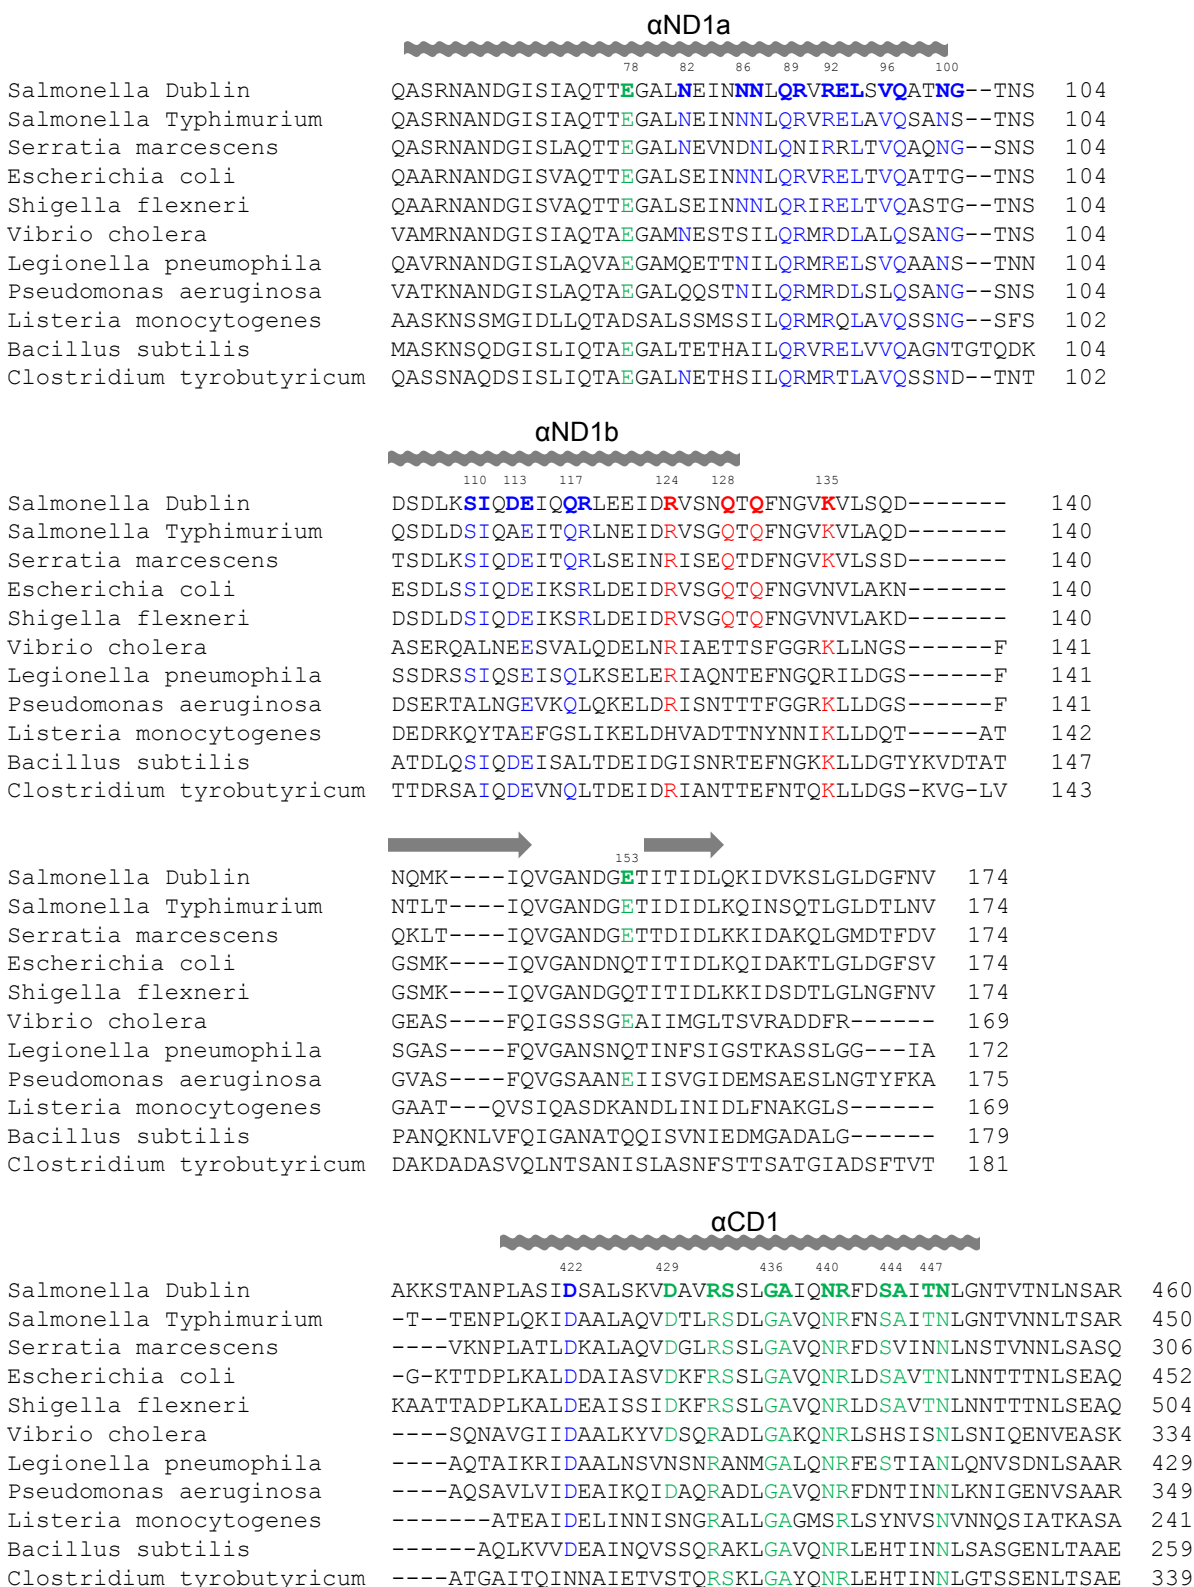 αND1a
78 82 86 89 92 96 100
Salmonella Dublin QASRNANDGISIAQTTEGALNEINNNLQRVRELSVQATNG--TNS 104
Salmonella Typhimurium QASRNANDGISIAQTTEGALNEINNNLQRVRELAVQSANS--TNS 104
Serratia marcescens QASRNANDGISLAQTTEGALNEVNDNLQNIRRLTVQAQNG--SNS 104
Escherichia coli QAARNANDGISVAQTTEGALSEINNNLQRVRELTVQATTG--TNS 104
Shigella flexneri QAARNANDGISVAQTTEGALSEINNNLQRIRELTVQASTG--TNS 104
Vibrio cholera VAMRNANDGISIAQTAEGAMNESTSILQRMRDLALQSANG--TNS 104
Legionella pneumophila QAVRNANDGISLAQVAEGAMQETTNILQRMRELSVQAANS--TNN 104
Pseudomonas aeruginosa VATKNANDGISLAQTAEGALQQSTNILQRMRDLSLQSANG--SNS 104
Listeria monocytogenes AASKNSSMGIDLLQTADSALSSMSSILQRMRQLAVQSSNG--SFS 102
Bacillus subtilis MASKNSQDGISLIQTAEGALTETHAILQRVRELVVQAGNTGTQDK 104
Clostridium tyrobutyricum QASSNAQDSISLIQTAEGALNETHSILQRMRTLAVQSSND--TNT 102
αND1b
110 113 117 124 128 135
Salmonella Dublin DSDLKSIQDEIQQRLEEIDRVSNQTQFNGVKVLSQD------- 140
Salmonella Typhimurium QSDLDSIQAEITQRLNEIDRVSGQTQFNGVKVLAQD------- 140
Serratia marcescens TSDLKSIQDEITQRLSEINRISEQTDFNGVKVLSSD------- 140
Escherichia coli ESDLSSIQDEIKSRLDEIDRVSGQTQFNGVNVLAKN------- 140
Shigella flexneri DSDLDSIQDEIKSRLDEIDRVSGQTQFNGVNVLAKD------- 140
Vibrio cholera ASERQALNEESVALQDELNRIAETTSFGGRKLLNGS------F 141
Legionella pneumophila SSDRSSIQSEISQLKSELERIAQNTEFNGQRILDGS------F 141
Pseudomonas aeruginosa DSERTALNGEVKQLQKELDRISNTTTFGGRKLLDGS------F 141
Listeria monocytogenes DEDRKQYTAEFGSLIKELDHVADTTNYNNIKLLDQT-----AT 142
Bacillus subtilis ATDLQSIQDEISALTDEIDGISNRTEFNGKKLLDGTYKVDTAT 147
Clostridium tyrobutyricum TTDRSAIQDEVNQLTDEIDRIANTTEFNTQKLLDGS-KVG-LV 143
153
Salmonella Dublin NQMK----IQVGANDGETITIDLQKIDVKSLGLDGFNV 174
Salmonella Typhimurium NTLT----IQVGANDGETIDIDLKQINSQTLGLDTLNV 174
Serratia marcescens QKLT----IQVGANDGETTDIDLKKIDAKQLGMDTFDV 174
Escherichia coli GSMK----IQVGANDNQTITIDLKQIDAKTLGLDGFSV 174
Shigella flexneri GSMK----IQVGANDGQTITIDLKKIDSDTLGLNGFNV 174
Vibrio cholera GEAS----FQIGSSSGEAIIMGLTSVRADDFR------ 169
Legionella pneumophila SGAS----FQVGANSNQTINFSIGSTKASSLGG---IA 172
Pseudomonas aeruginosa GVAS----FQVGSAANEIISVGIDEMSAESLNGTYFKA 175
Listeria monocytogenes GAAT---QVSIQASDKANDLINIDLFNAKGLS------ 169
Bacillus subtilis PANQKNLVFQIGANATQQISVNIEDMGADALG------ 179
Clostridium tyrobutyricum DAKDADASVQLNTSANISLASNFSTTSATGIADSFTVT 181
αCD1
422 429 436 440 444 447
Salmonella Dublin AKKSTANPLASIDSALSKVDAVRSSLGAIQNRFDSAITNLGNTVTNLNSAR 460
Salmonella Typhimurium -T--TENPLQKIDAALAQVDTLRSDLGAVQNRFNSAITNLGNTVNNLTSAR 450
Serratia marcescens ----VKNPLATLDKALAQVDGLRSSLGAVQNRFDSVINNLNSTVNNLSASQ 306
Escherichia coli -G-KTTDPLKALDDAIASVDKFRSSLGAVQNRLDSAVTNLNNTTTNLSEAQ 452
Shigella flexneri KAATTADPLKALDEAISSIDKFRSSLGAVQNRLDSAVTNLNNTTTNLSEAQ 504
Vibrio cholera ----SQNAVGIIDAALKYVDSQRADLGAKQNRLSHSISNLSNIQENVEASK 334
Legionella pneumophila ----AQTAIKRIDAALNSVNSNRANMGALQNRFESTIANLQNVSDNLSAAR 429
Pseudomonas aeruginosa ----AQSAVLVIDEAIKQIDAQRADLGAVQNRFDNTINNLKNIGENVSAAR 349
Listeria monocytogenes -------ATEAIDELINNISNGRALLGAGMSRLSYNVSNVNNQSIATKASA 241
Bacillus subtilis ------AQLKVVDEAINQVSSQRAKLGAVQNRLEHTINNLSASGENLTAAE 259
Clostridium tyrobutyricum ----ATGAITQINNAIETVSTQRSKLGAYQNRLEHTINNLGTSSENLTSAE 339